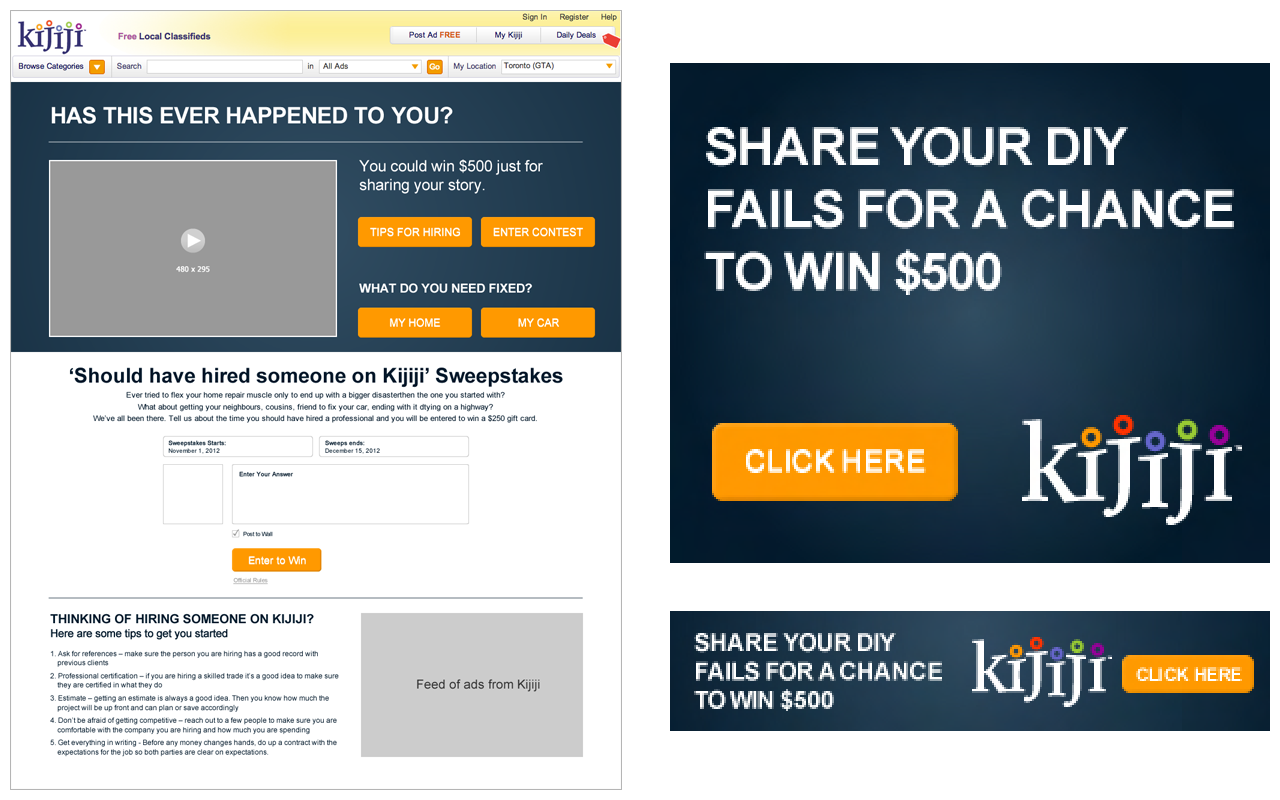 Sign In Register Help
kijiji
Free Local Classifieds
Post Ad FREE My Kijiji Daily Deals
Browse Categories Search in All Ads Go My Location Toronto (GTA)
HAS THIS EVER HAPPENED TO YOU?
You could win $500 just for
sharing your story.
TIPS FOR HIRING ENTER CONTEST
480 x 295
WHAT DO YOU NEED FIXED?
MY HOME MY CAR
‘Should have hired someone on Kijiji’ Sweepstakes
Ever tried to flex your home repair muscle only to end up with a bigger disasterthen the one you started with?
What about getting your neighbours, cousins, friend to fix your car, ending with it dtying on a highway?
We’ve all been there. Tell us about the time you should have hired a professional and you will be entered to win a $250 gift card.
Sweepstakes Starts: Sweeps ends:
November 1, 2012 December 15, 2012
Enter Your Answer
Post to Wall
Enter to Win
Official Rules
THINKING OF HIRING SOMEONE ON KIJIJI?
Here are some tips to get you started
1. Ask for references – make sure the person you are hiring has a good record with
previous clients
2. Professional certification – if you are hiring a skilled trade it’s a good idea to make sure
they are certified in what they do
3. Estimate – getting an estimate is always a good idea. Then you know how much the
project will be up front and can plan or save accordingly
4. Don’t be afraid of getting competitive – reach out to a few people to make sure you are
comfortable with the company you are hiring and how much you are spending
5. Get everything in writing - Before any money changes hands, do up a contract with the
expectations for the job so both parties are clear on expectations.
Feed of ads from Kijiji
SHARE YOUR DIY
FAILS FOR A CHANCE
TO WIN $500
CLICK HERE
kijiji™
SHARE YOUR DIY
FAILS FOR A CHANCE
TO WIN $500
kijiji™
CLICK HERE